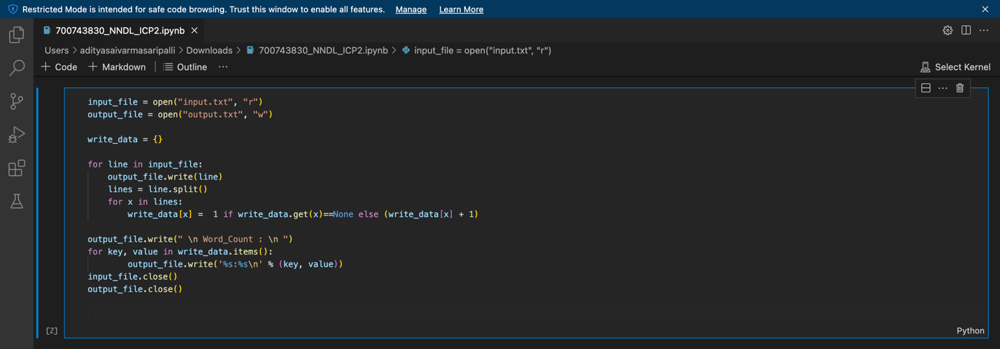 Restricted Mode is intended for safe code browsing. Trust this window to enable all features. Manage Learn More
700743830_NNDL_ICP2.ipynb
Users > adityasaivarmasaripalli > Downloads > 700743830_NNDL_ICP2.ipynb > input_file = open("input.txt", "r")
+ Code + Markdown | Outline ... Select Kernel
input_file = open("input.txt", "r")
output_file = open("output.txt", "w")
write_data = {}
for line in input_file:
    output_file.write(line)
    lines = line.split()
    for x in lines:
        write_data[x] =  1 if write_data.get(x)==None else (write_data[x] + 1)
output_file.write(" \n Word_Count : \n ")
for key, value in write_data.items():
        output_file.write('%s:%s\n' % (key, value))
input_file.close()
output_file.close()
[2] Python